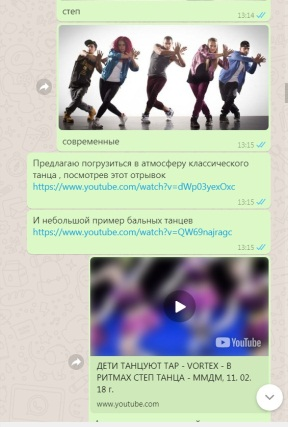 степ
13:14
современные
13:15
Предлагаю погрузиться в атмосферу классического
танца , посмотрев этот отрывок
https://www.youtube.com/watch?v=dWp03yexOxc
13:15
И небольшой пример бальных танцев
https://www.youtube.com/watch?v=QW69najragc
13:15
YouTube
ДЕТИ ТАНЦУЮТ TAP - VORTEX - В
РИТМАХ СТЕП ТАНЦА - ММДМ, 11. 02.
18 г.
www.youtube.com